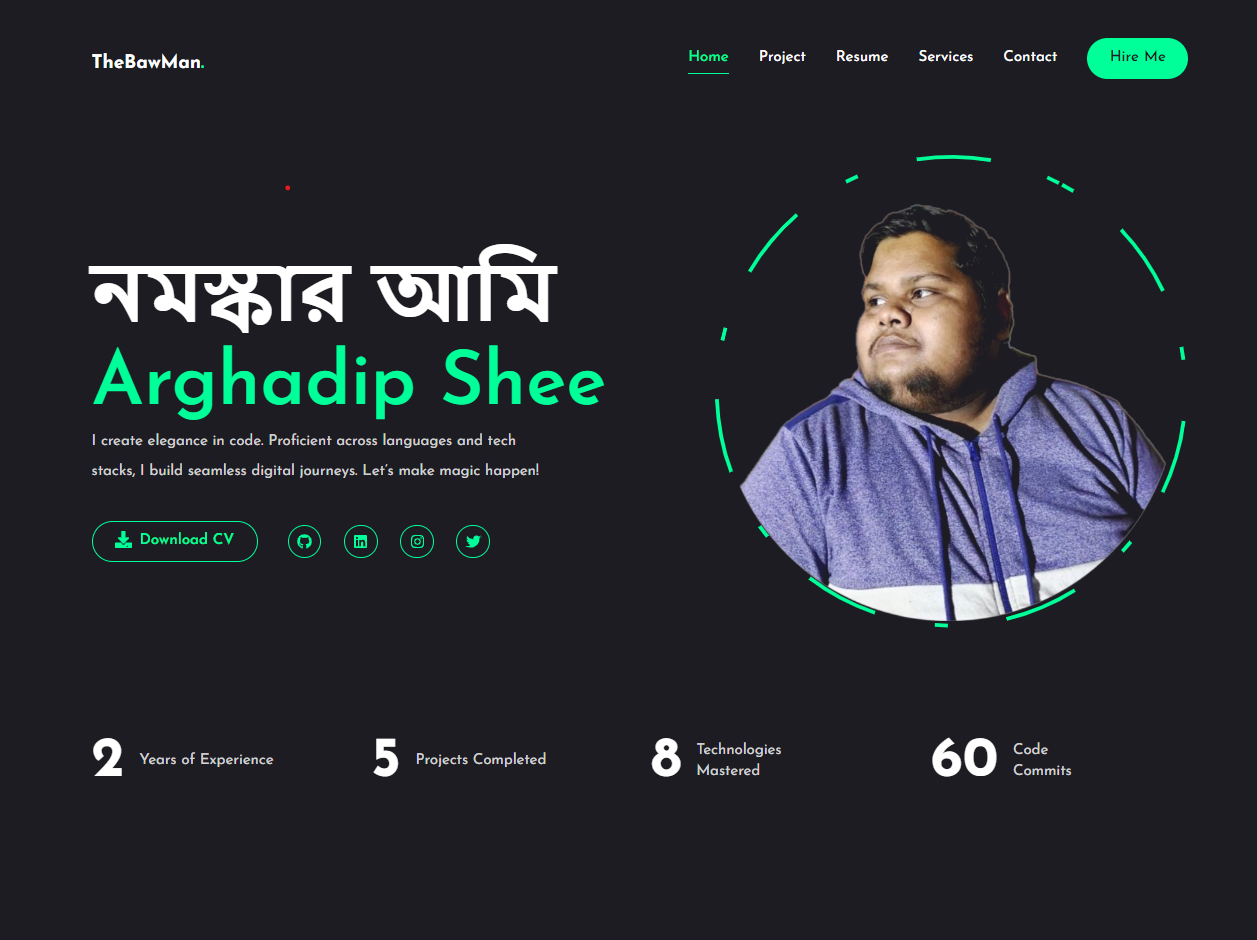 TheBawMan.
Home Project Resume Services Contact Hire Me
নমস্কার আমি
Arghadip Shee
I create elegance in code. Proficient across languages and tech
stacks, I build seamless digital journeys. Let's make magic happen!
Download CV
2 Years of Experience
5 Projects Completed
8 Technologies
Mastered
60 Code
Commits